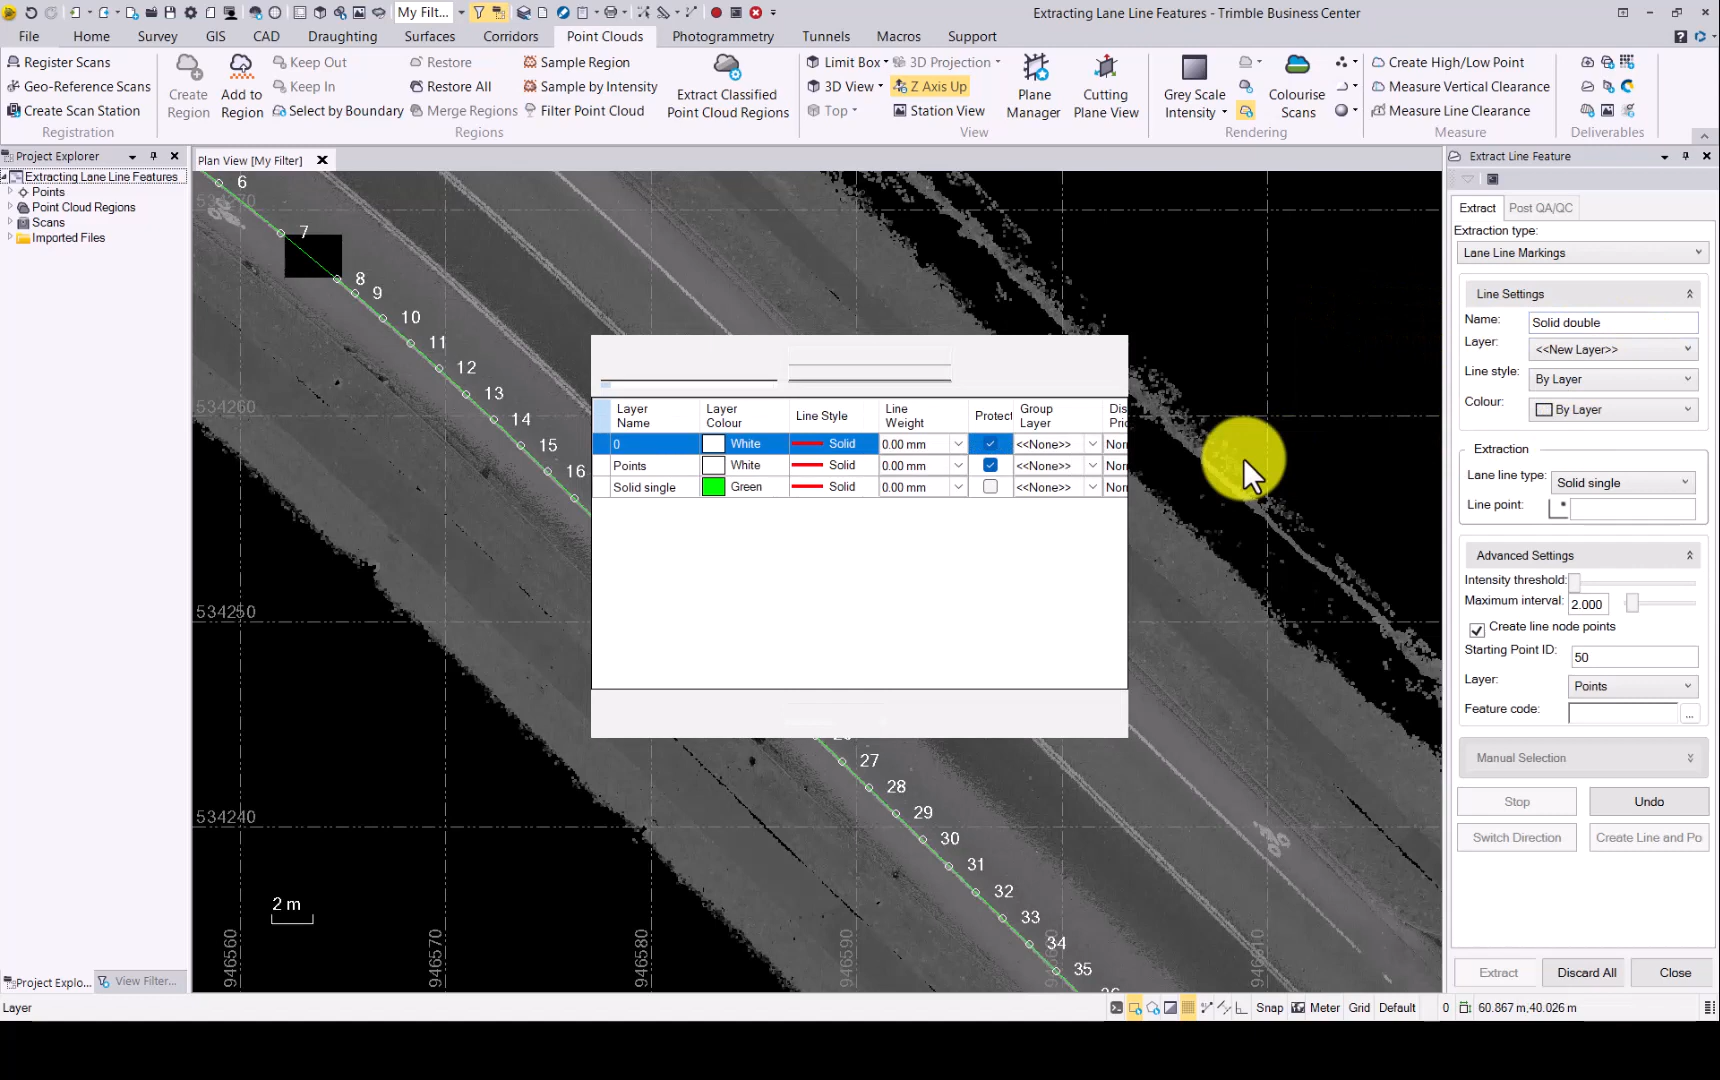 My Filt...
Extracting Lane Line Features - Trimble Business Center
File Home Survey GIS CAD Draughting Surfaces Corridors Point Clouds Photogrammetry Tunnels Macros Support
Register Scans
Geo-Reference Scans
Create Scan Station
Registration
Create Region
Add to Region
Keep Out
Keep In
Select by Boundary
Restore
Restore All
Merge Regions
Sample Region
Sample by Intensity
Filter Point Cloud
Extract Classified Point Cloud Regions
Regions
Limit Box
3D View
Top
3D Projection
Z Axis Up
Station View
Plane Manager
Cutting Plane View
View
Grey Scale Intensity
Colourise Scans
Rendering
Create High/Low Point
Measure Vertical Clearance
Measure Line Clearance
Measure
Deliverables
Project Explorer
Extracting Lane Line Features
Points
Point Cloud Regions
Scans
Imported Files
Project Explo...
View Filter...
Plan View [My Filter]
6
534270
7
8
9
10
11
12
534260
13
14
15
16
534250
27
28
534240
29
30
31
32
33
34
35
2 m
946560
946570
946580
946590
946610
Layer Name
Layer Colour
Line Style
Line Weight
Protect
Group Layer
0 White Solid 0.00 mm <<None>>
Points White Solid 0.00 mm <<None>>
Solid single Green Solid 0.00 mm <<None>>
Extract Line Feature
Extract Post QA/QC
Extraction type:
Lane Line Markings
Line Settings
Name: Solid double
Layer: <<New Layer>>
Line style: By Layer
Colour: By Layer
Extraction
Lane line type: Solid single
Line point:
Advanced Settings
Intensity threshold:
Maximum interval: 2.000
Create line node points
Starting Point ID: 50
Layer: Points
Feature code:
...
Manual Selection
Stop Undo
Switch Direction Create Line and Po
Extract Discard All Close
Layer
Snap Meter Grid Default 0 60.867 m,40.026 m